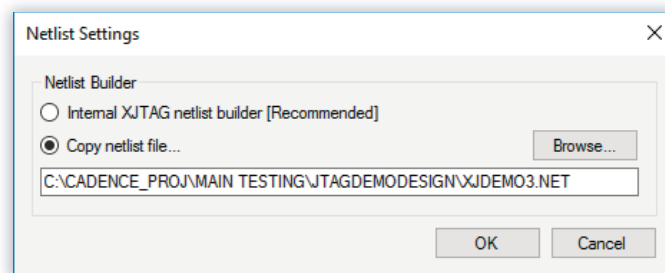 Netlist Settings
Netlist Builder
Internal XJTAG netlist builder [Recommended]
Copy netlist file...
Browse...
C:\CADENCE_PROJ\MAIN TESTING\JTAGDEMODESIGN\XJDEMO3.NET
OK
Cancel